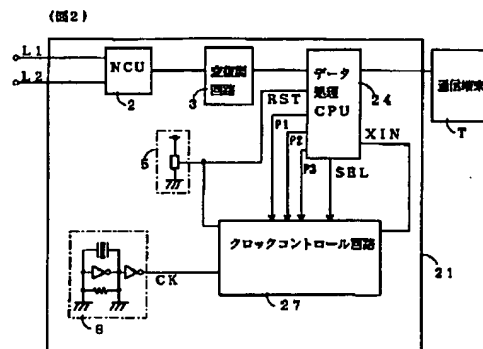 (図2)
L1
L2
NCU
2
変復調
回路
3
データ
処理
CPU
24
通信端末
T
RST
P1
P2
P3
SEL
XIN
5
クロックコントロール回路
27
CK
6
21